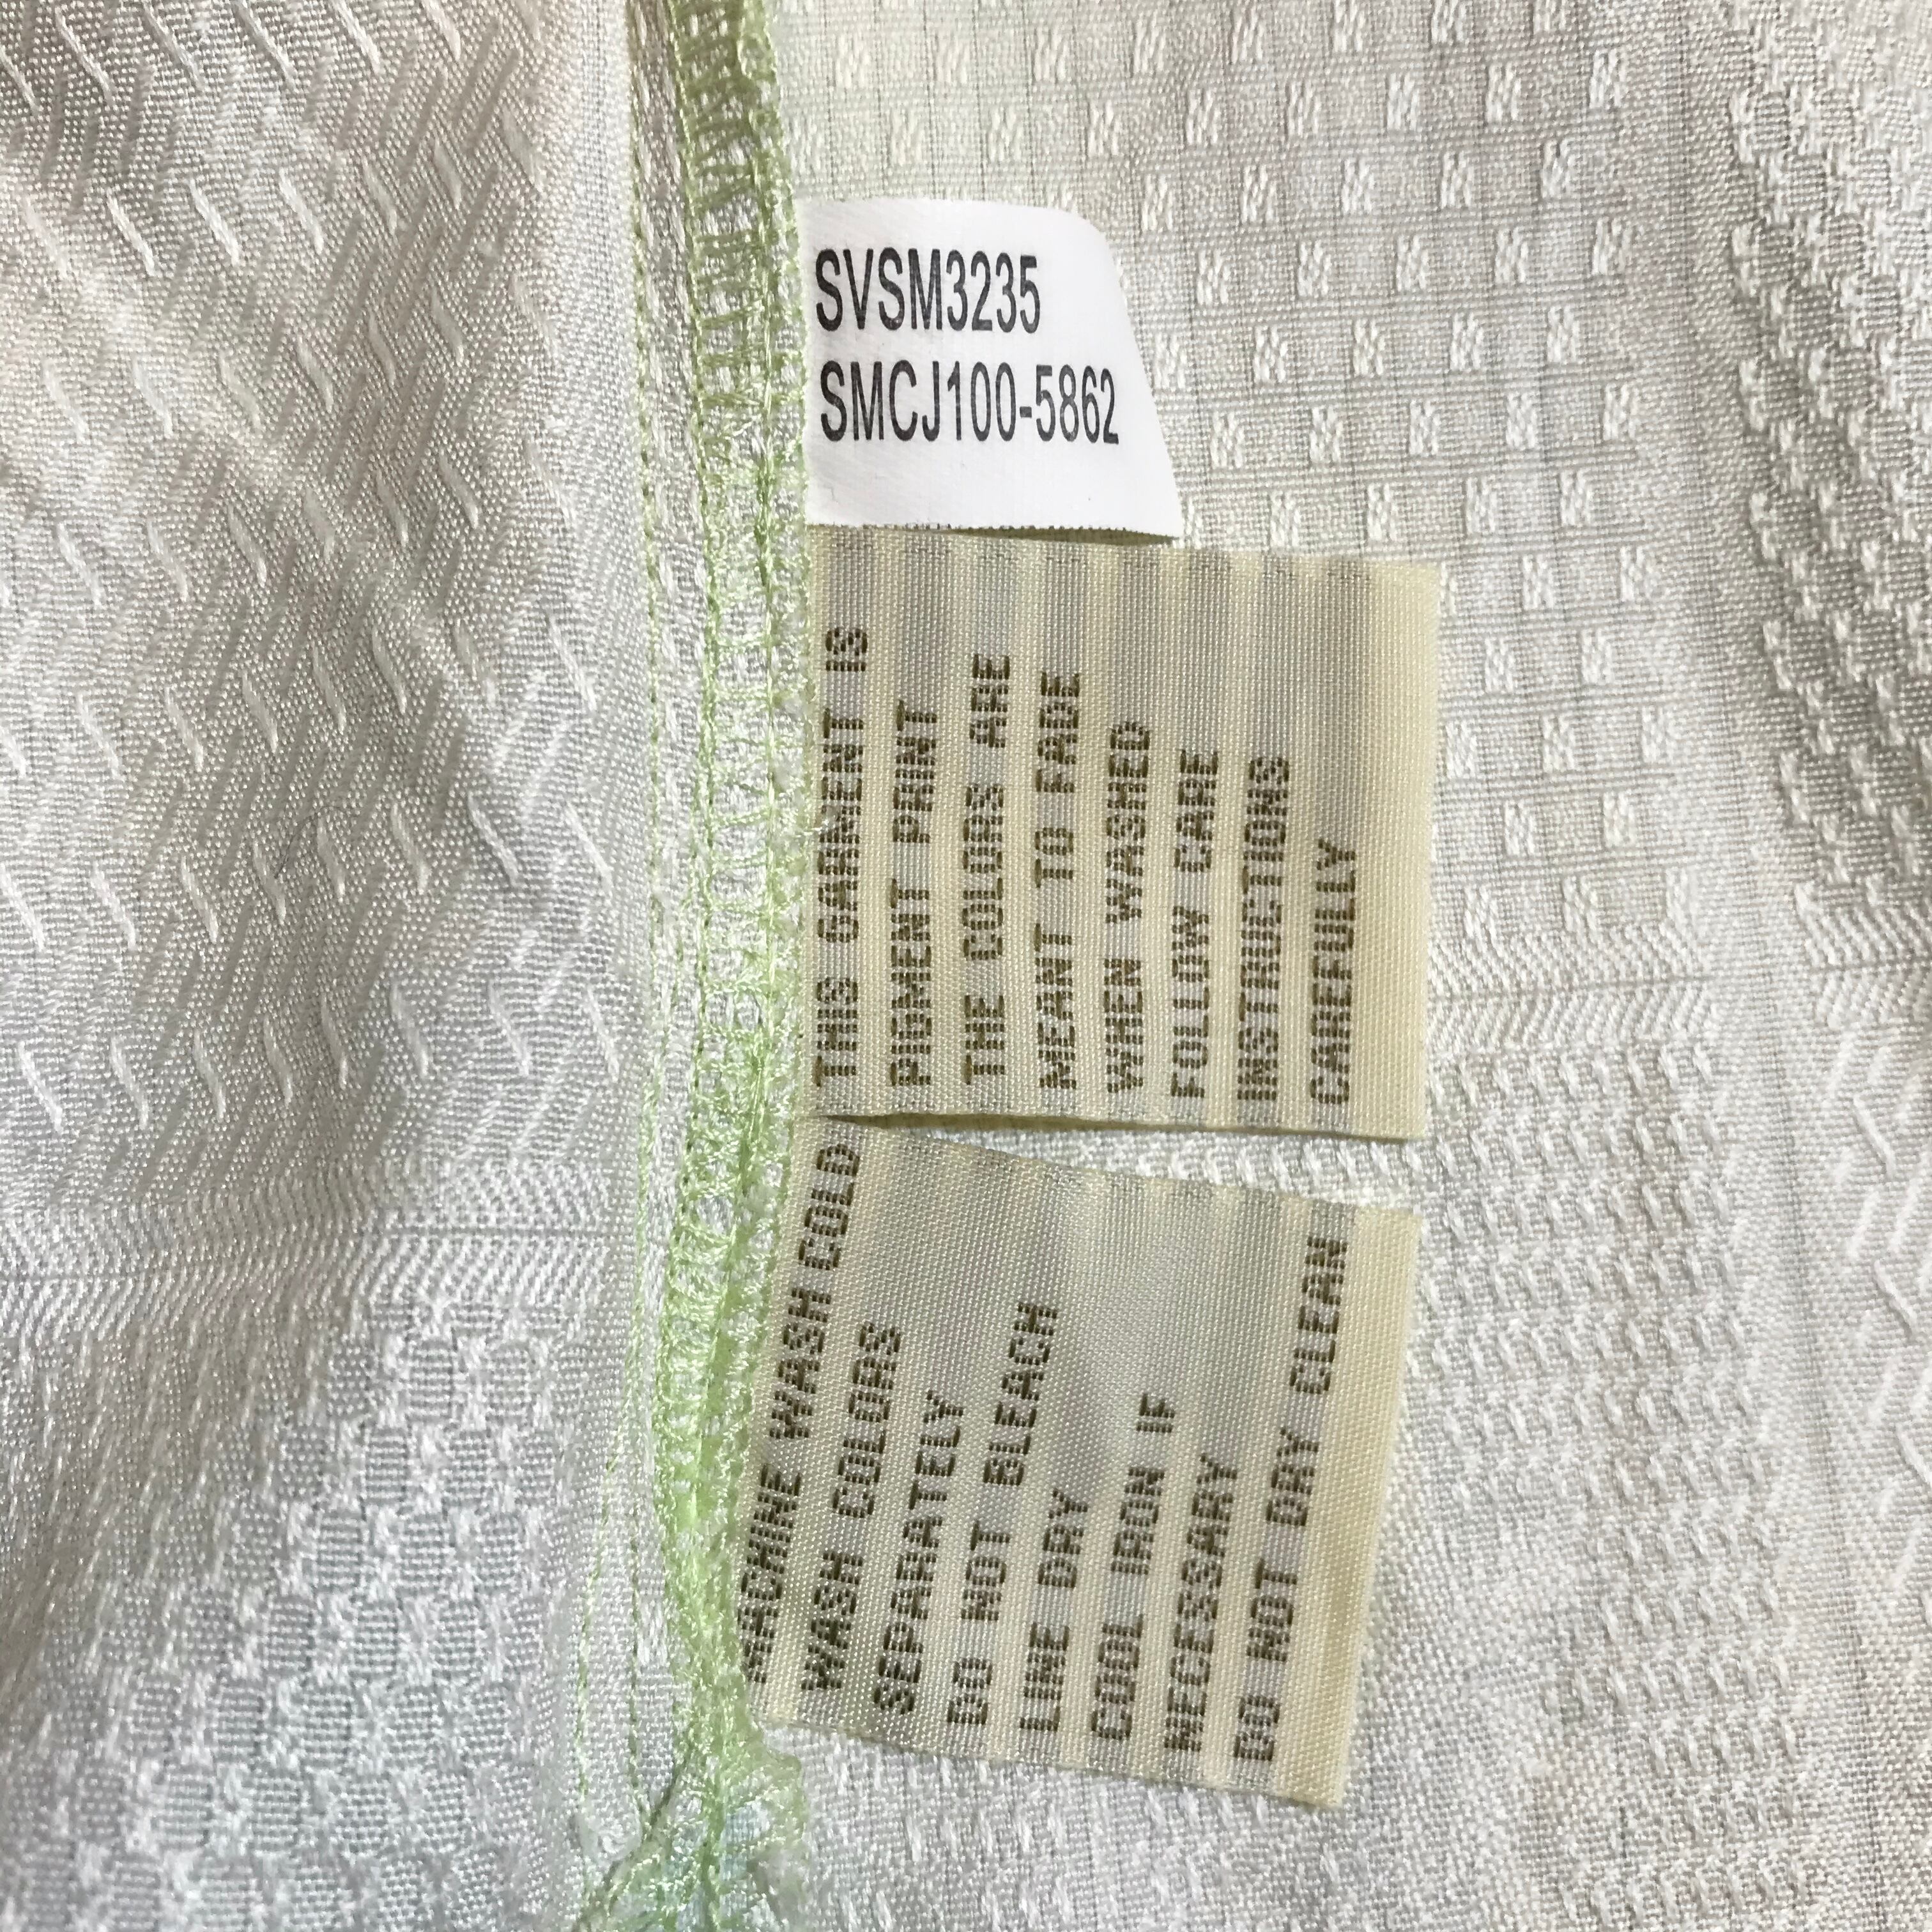 SVSM3235
SMCJ100-5862
THIS GARMENT IS
PIGMENT PRINT
THE COLORS ARE
MEANT TO FADE
WHEN WASHED
FOLLOW CARE
INSTRUCTIONS
CAREFULLY
MACHINE WASH COLD
WASH COLORS
SEPARATELY
DO NOT BLEACH
LINE DRY
COOL IRON IF
NECESSARY
DO NOT DRY CLEAN